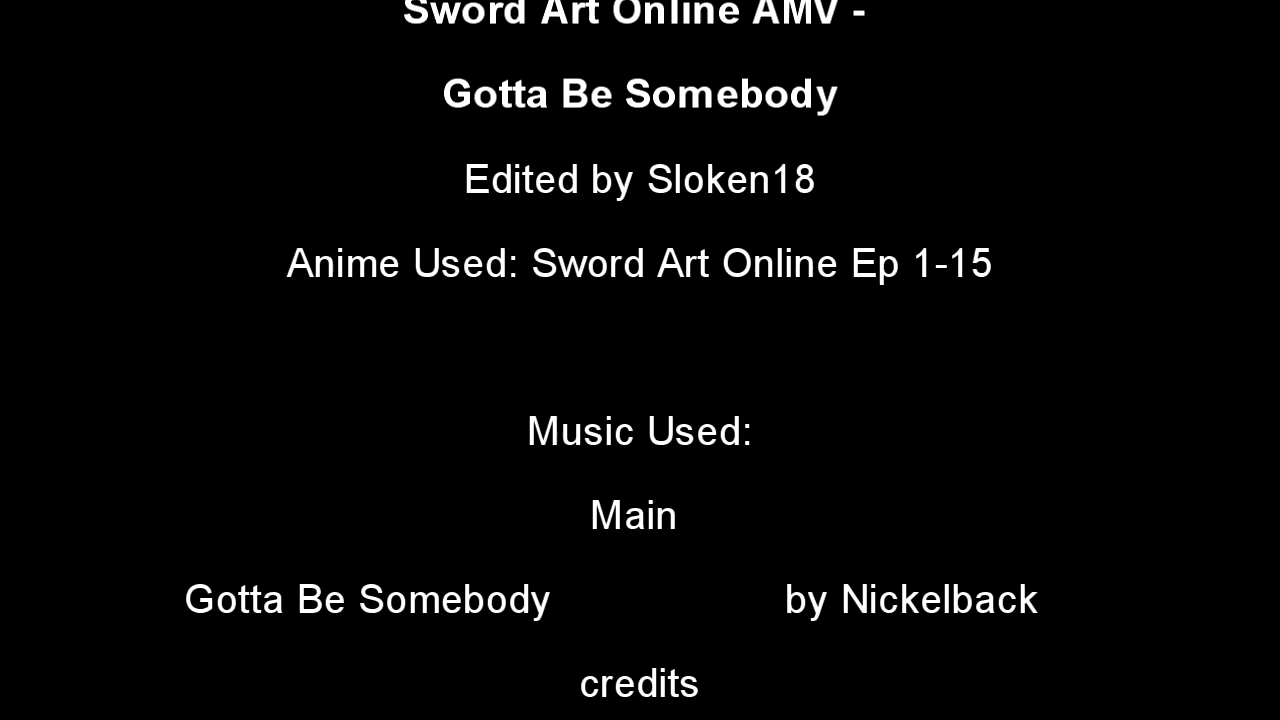 Sword Art Online AMV -
Gotta Be Somebody
Edited by Sloken18
Anime Used: Sword Art Online Ep 1-15
Music Used:
Main
Gotta Be Somebody by Nickelback
credits